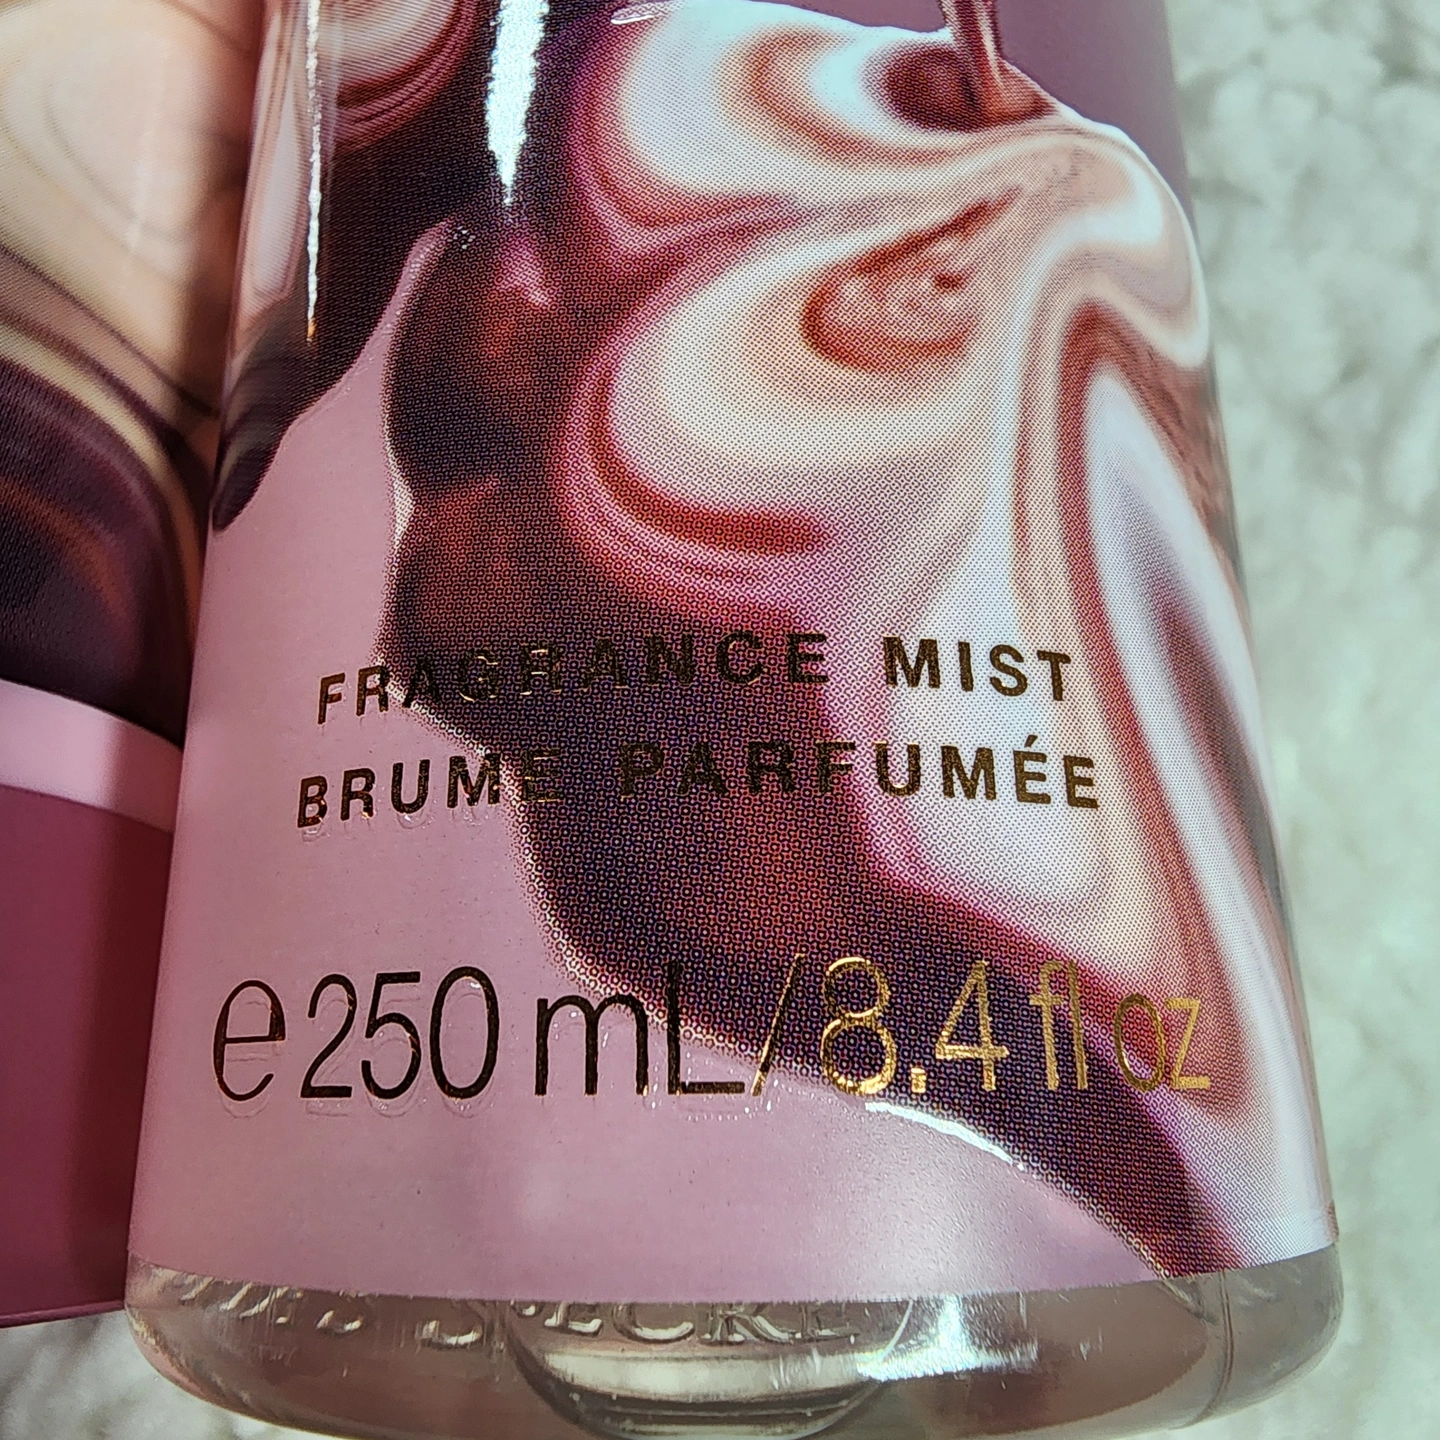 FRAGRANCE MIST
BRUME PARFUMÉE
e 250 mL/8.4 fl oz